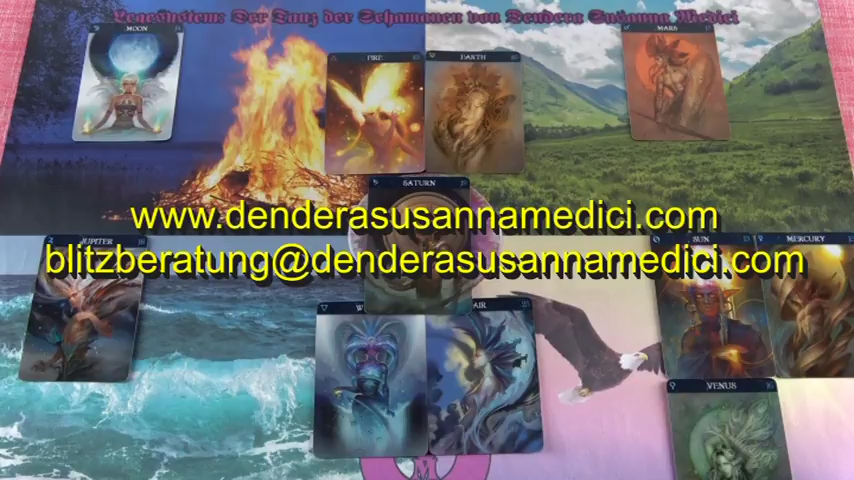 Legesystem: Der Tanz der Schamanen von Dendera Susanna Medici
MOON
MARS
FIRE
EARTH
SATURN
www.denderasusannamedici.com
JUPITER
SUN
MERCURY
blitzberatung@denderasusannamedici.com
AIR
VENUS
M